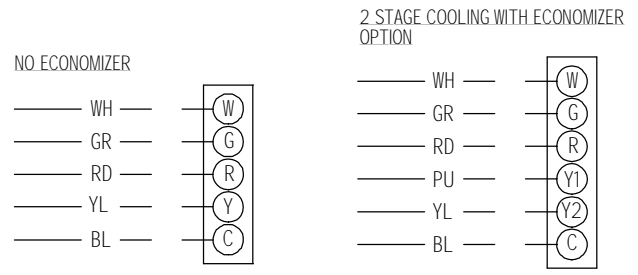 NO ECONOMIZER
WH W
GR G
RD R
YL Y
BL C
2 STAGE COOLING WITH ECONOMIZER
OPTION
WH W
GR G
RD R
PU Y1
YL Y2
BL C